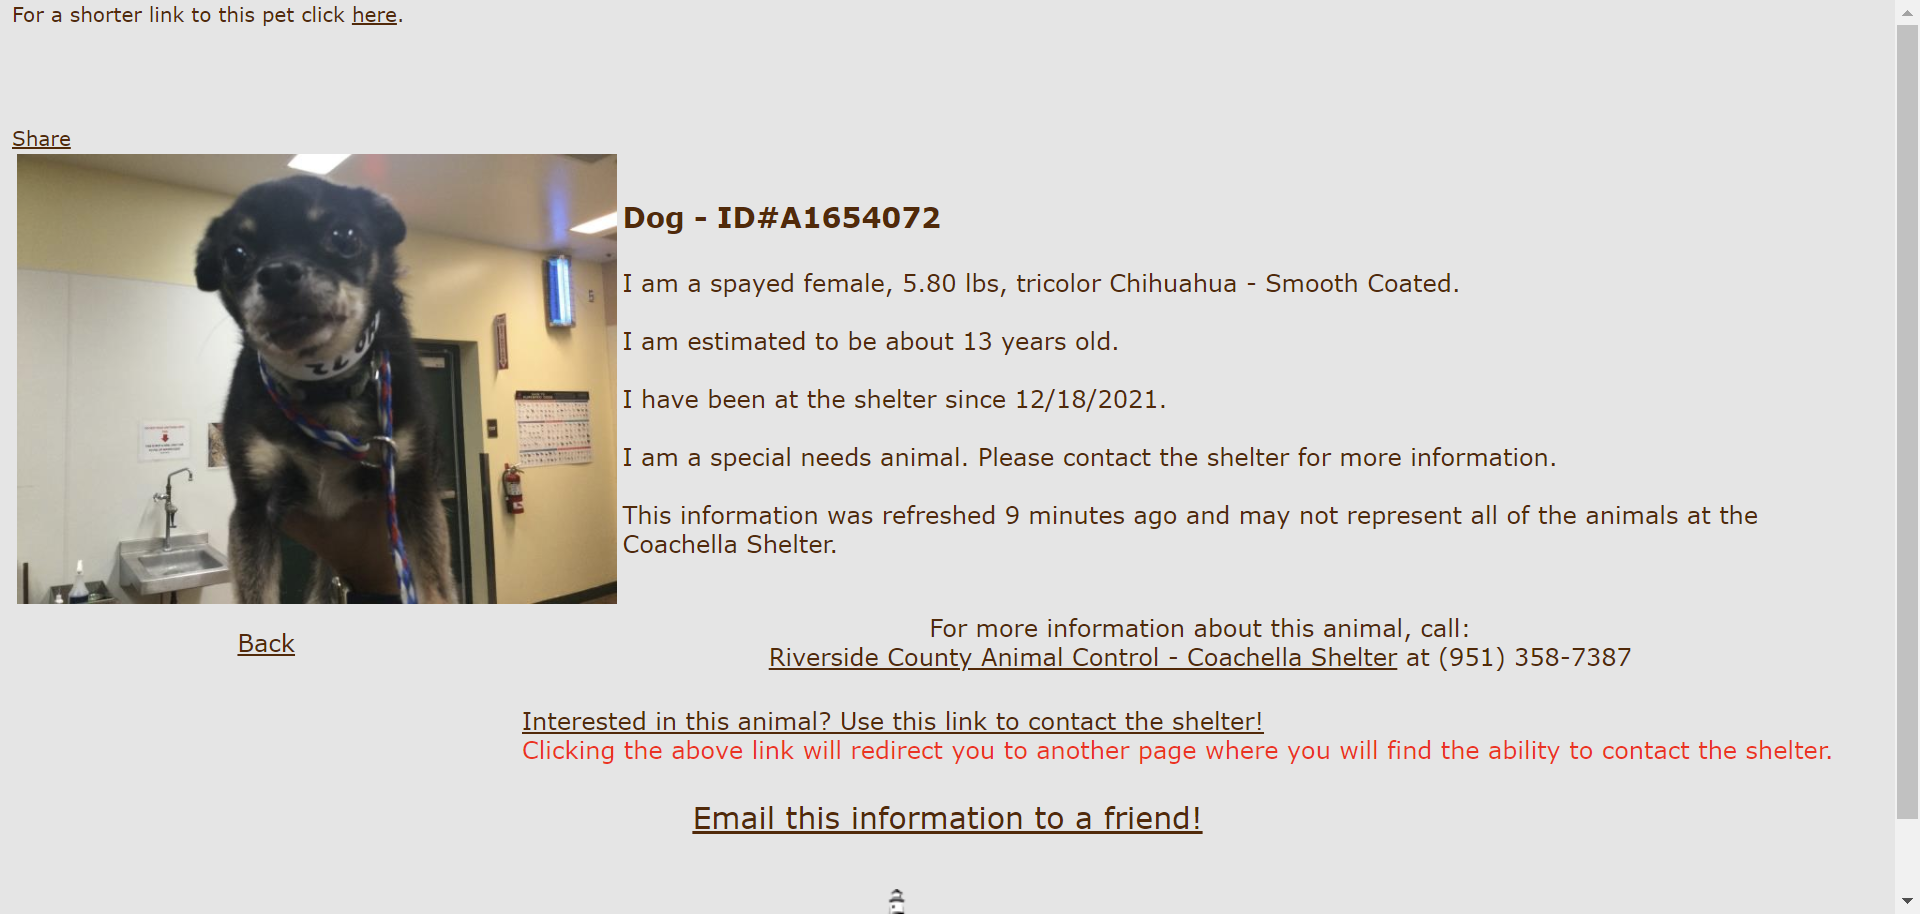 For a shorter link to this pet click here.
Share
Dog - ID#A1654072
I am a spayed female, 5.80 lbs, tricolor Chihuahua - Smooth Coated.
I am estimated to be about 13 years old.
I have been at the shelter since 12/18/2021.
I am a special needs animal. Please contact the shelter for more information.
This information was refreshed 9 minutes ago and may not represent all of the animals at the
Coachella Shelter.
Back
For more information about this animal, call:
Riverside County Animal Control - Coachella Shelter at (951) 358-7387
Interested in this animal? Use this link to contact the shelter!
Clicking the above link will redirect you to another page where you will find the ability to contact the shelter.
Email this information to a friend!